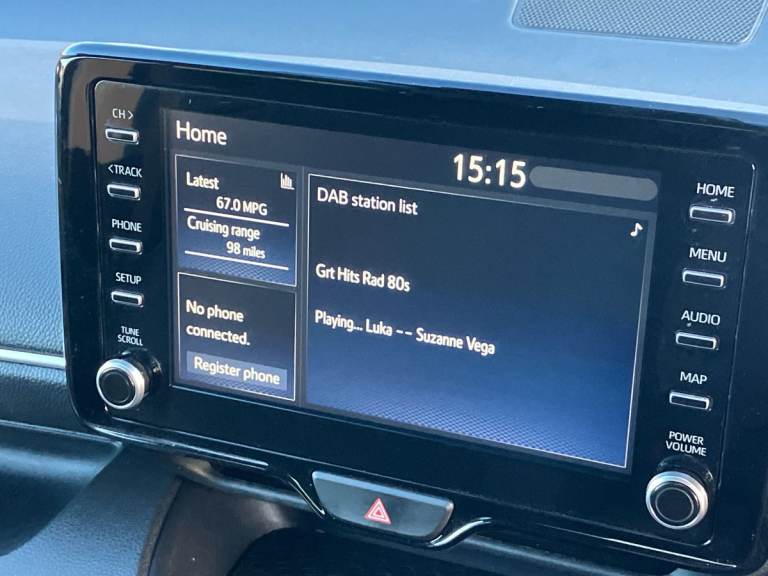 CH >
< TRACK
PHONE
SETUP
TUNE
SCROLL
Home
15:15
Latest
67.0 MPG
Cruising range
98 miles
No phone
connected.
Register phone
DAB station list
Grt Hits Rad 80s
Playing... Luka -- Suzanne Vega
HOME
MENU
AUDIO
MAP
POWER
VOLUME